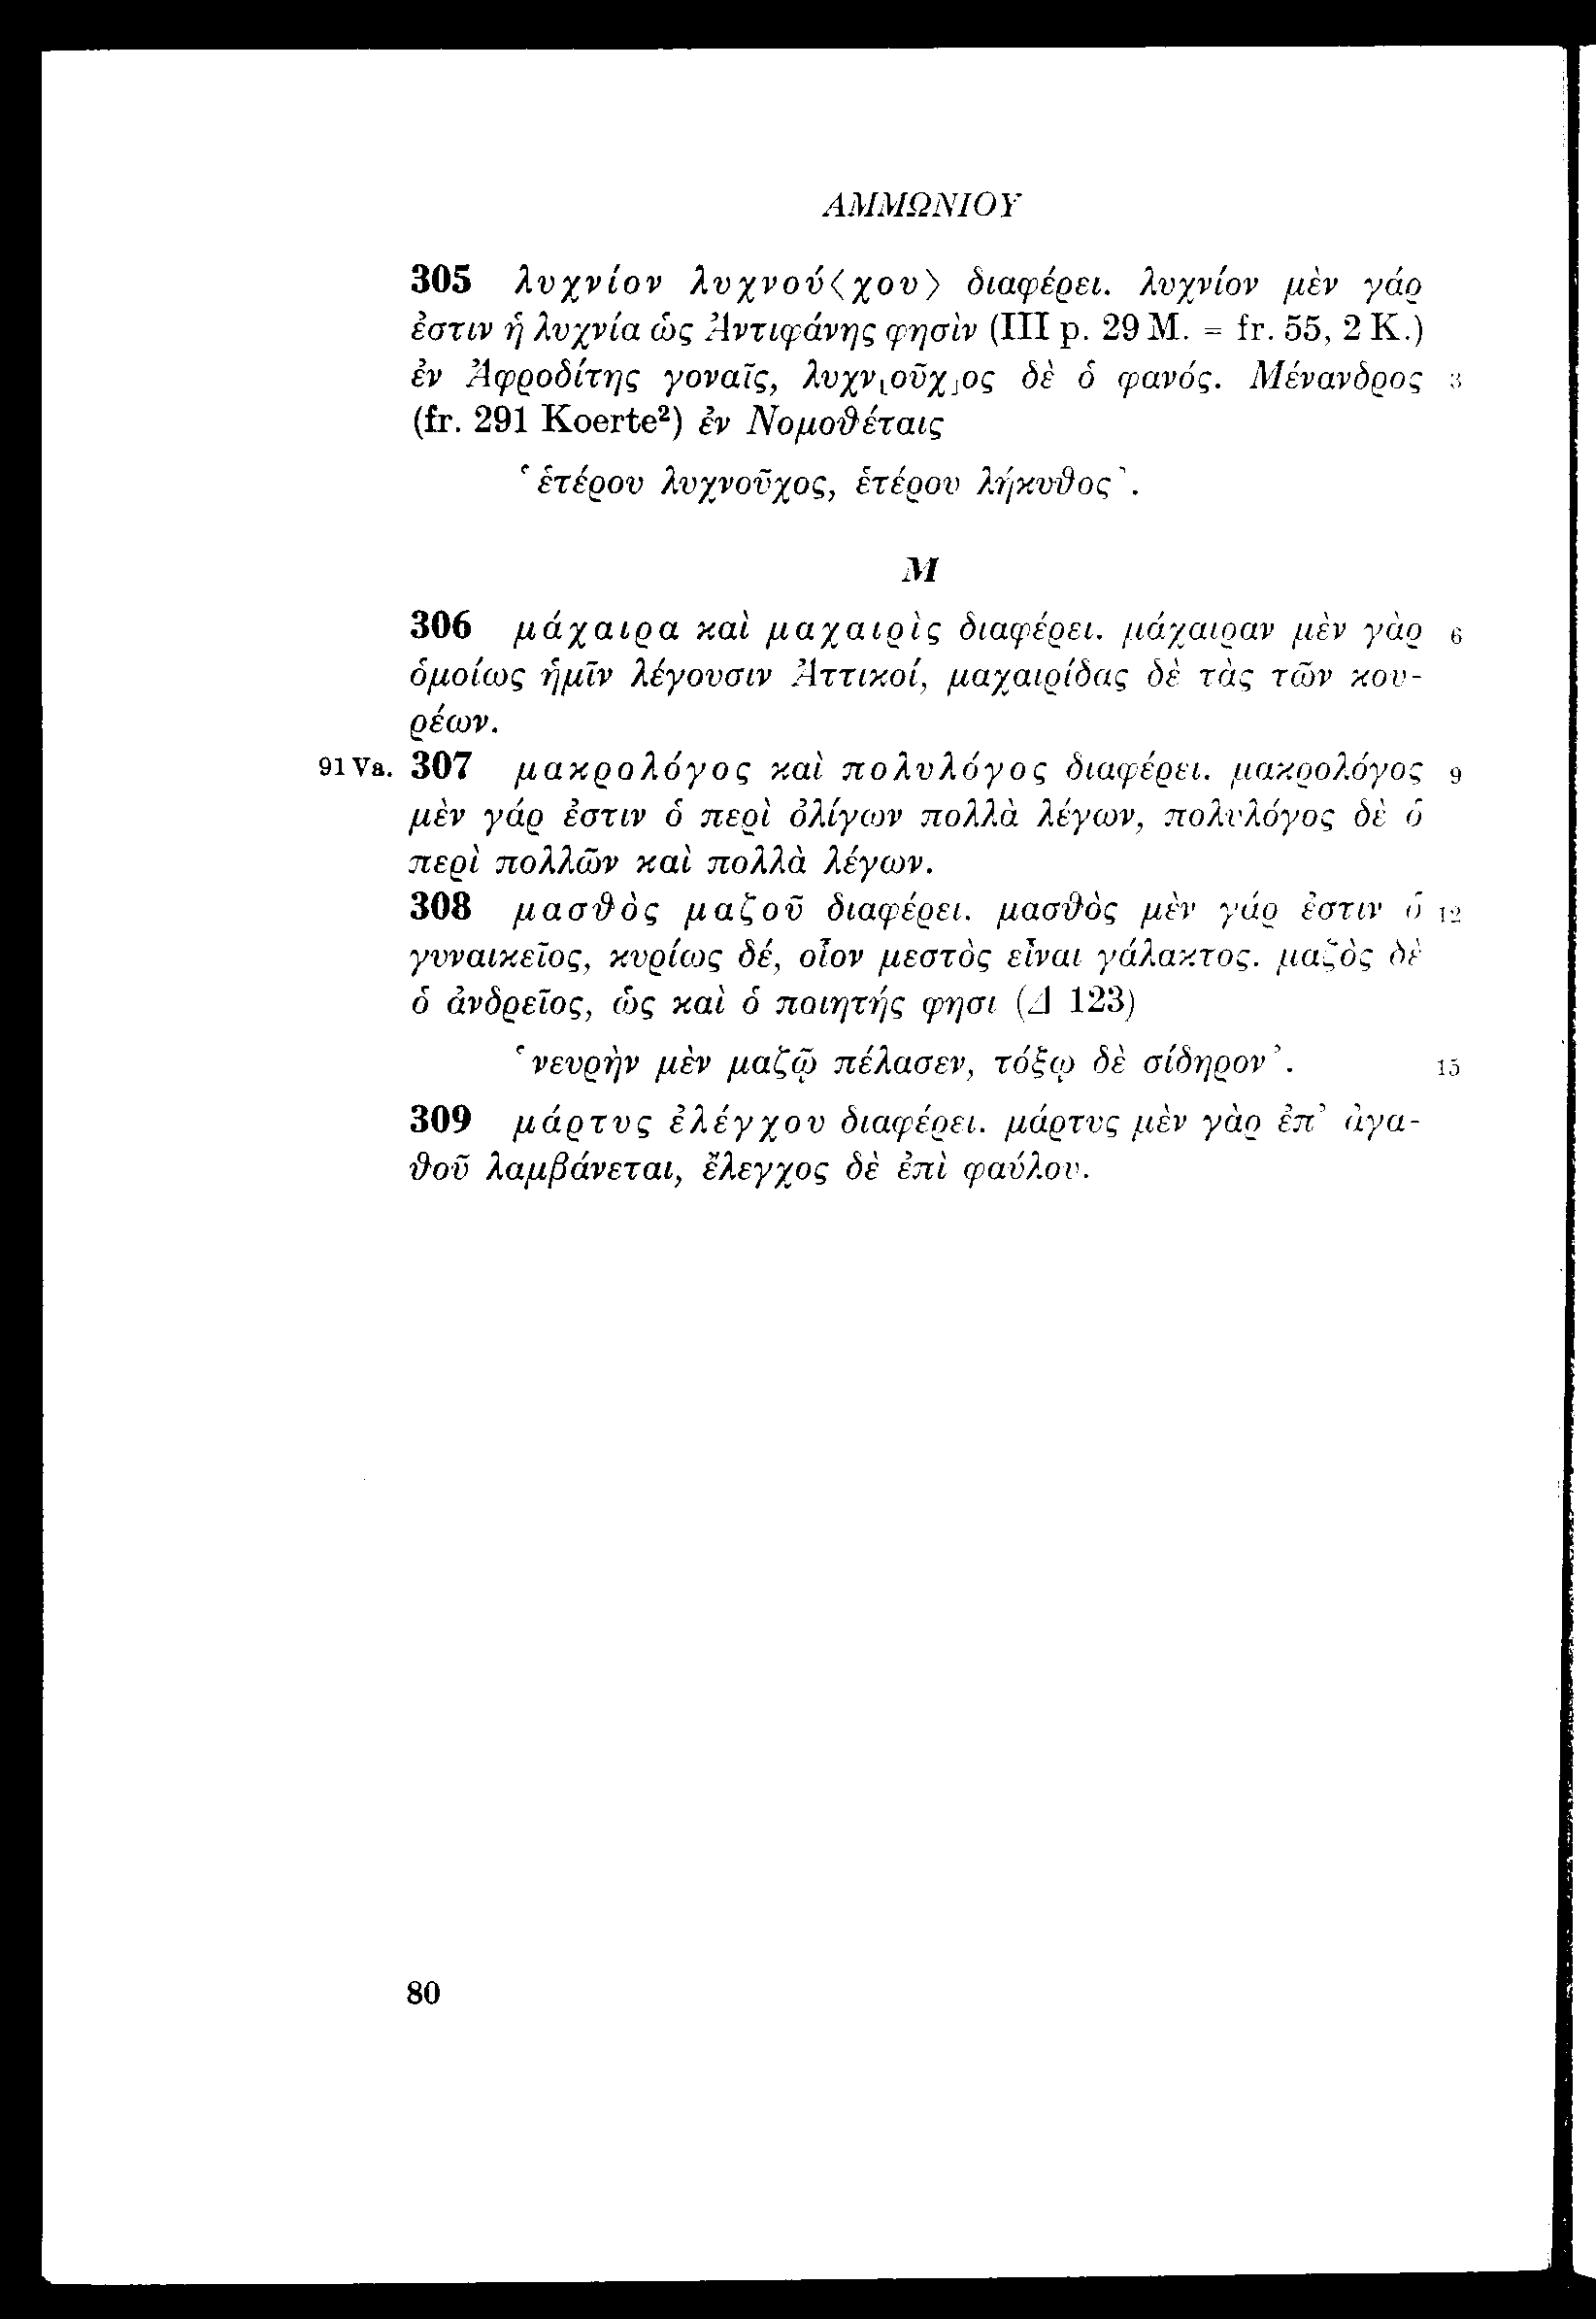 ΑΜΜΩΝΙΟΥ
305 λυχνίον λυχνού⟨χου⟩ διαφέρει. λυχνίον μὲν γάρ
ἐστιν ἡ λυχνία ὡς Ἀντιφάνης φησὶν (III p. 29 M. = fr. 55, 2 K.)
ἐν Ἀφροδίτης γοναῖς, λυχν⸤οῦχ⸥ος δὲ ὁ φανός. Μένανδρος 3
(fr. 291 Koerte²) ἐν Νομοθέταις
‘ἑτέρου λυχνοῦχος, ἑτέρου λήκυθος’.
Μ
306 μάχαιρα καὶ μαχαιρὶς διαφέρει. μάχαιραν μὲν γὰρ 6
ὁμοίως ἡμῖν λέγουσιν Ἀττικοί, μαχαιρίδας δὲ τὰς τῶν κου-
ρέων.
91 Va. 307 μακρολόγος καὶ πολυλόγος διαφέρει. μακρολόγος 9
μὲν γάρ ἐστιν ὁ περὶ ὀλίγων πολλὰ λέγων, πολυλόγος δὲ ὁ
περὶ πολλῶν καὶ πολλὰ λέγων.
308 μασθὸς μαζοῦ διαφέρει. μασθὸς μὲν γάρ ἐστιν ὁ 12
γυναικεῖος, κυρίως δέ, οἷον μεστὸς εἶναι γάλακτος. μαζὸς δὲ
ὁ ἀνδρεῖος, ὡς καὶ ὁ ποιητής φησι (Δ 123)
‘νευρὴν μὲν μαζῷ πέλασεν, τόξῳ δὲ σίδηρον’. 15
309 μάρτυς ἐλέγχου διαφέρει. μάρτυς μὲν γὰρ ἐπ’ ἀγα-
θοῦ λαμβάνεται, ἔλεγχος δὲ ἐπὶ φαύλου.
80